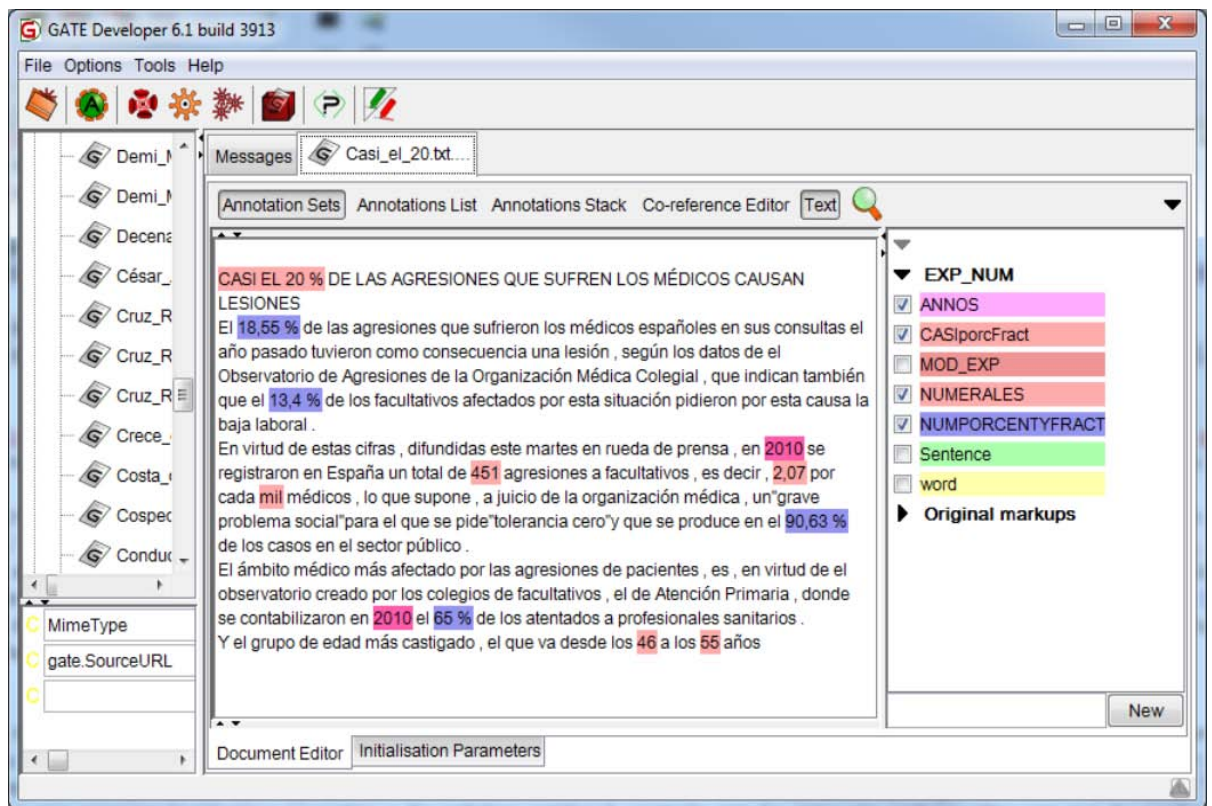 GATE Developer 6.1 build 3913
File Options Tools Help
Demi_M
Demi_M
Decena
César_
Cruz_R
Cruz_R
Cruz_R
Crece_
Costa_
Cospec
Conduc
MimeType
gate.SourceURL
Messages Casi_el_20.txt....
Annotation Sets Annotations List Annotations Stack Co-reference Editor Text
CASI EL 20 % DE LAS AGRESIONES QUE SUFREN LOS MÉDICOS CAUSAN
LESIONES
El 18,55 % de las agresiones que sufrieron los médicos españoles en sus consultas el
año pasado tuvieron como consecuencia una lesión , según los datos de el
Observatorio de Agresiones de la Organización Médica Colegial , que indican también
que el 13,4 % de los facultativos afectados por esta situación pidieron por esta causa la
baja laboral .
En virtud de estas cifras , difundidas este martes en rueda de prensa , en 2010 se
registraron en España un total de 451 agresiones a facultativos , es decir , 2,07 por
cada mil médicos , lo que supone , a juicio de la organización médica , un"grave
problema social"para el que se pide"tolerancia cero"y que se produce en el 90,63 %
de los casos en el sector público .
El ámbito médico más afectado por las agresiones de pacientes , es , en virtud de el
observatorio creado por los colegios de facultativos , el de Atención Primaria , donde
se contabilizaron en 2010 el 65 % de los atentados a profesionales sanitarios .
Y el grupo de edad más castigado , el que va desde los 46 a los 55 años
EXP_NUM
ANNOS
CASIporcFract
MOD_EXP
NUMERALES
NUMPORCENTYFRACT
Sentence
word
Original markups
New
Document Editor Initialisation Parameters